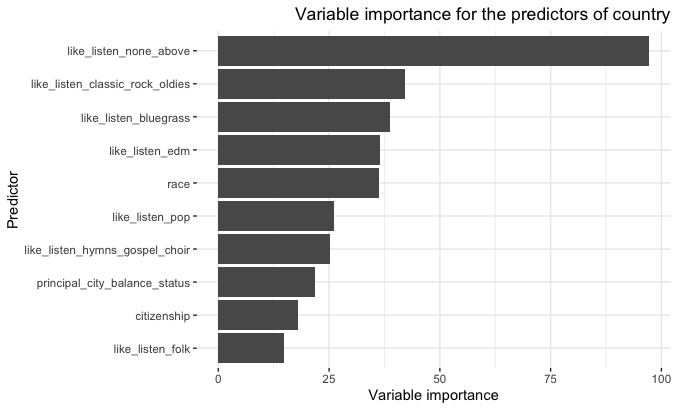 Variable importance for the predictors of country
like_listen_none_above
like_listen_classic_rock_oldies
like_listen_bluegrass
like_listen_edm
race
like_listen_pop
like_listen_hymns_gospel_choir
principal_city_balance_status
citizenship
like_listen_folk
Predictor
0 25 50 75 100
Variable importance